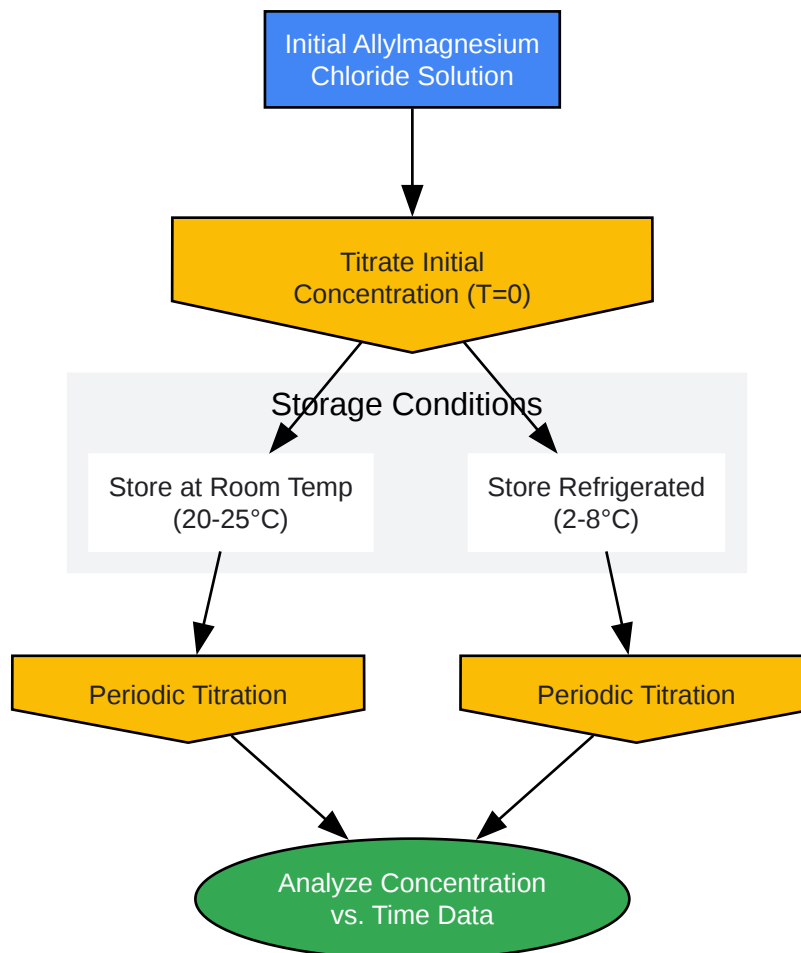 Initial Allylmagnesium
Chloride Solution
Titrate Initial
Concentration (T=0)
Storage Conditions
Store at Room Temp
(20-25°C)
Store Refrigerated
(2-8°C)
Periodic Titration
Periodic Titration
Analyze Concentration
vs. Time Data